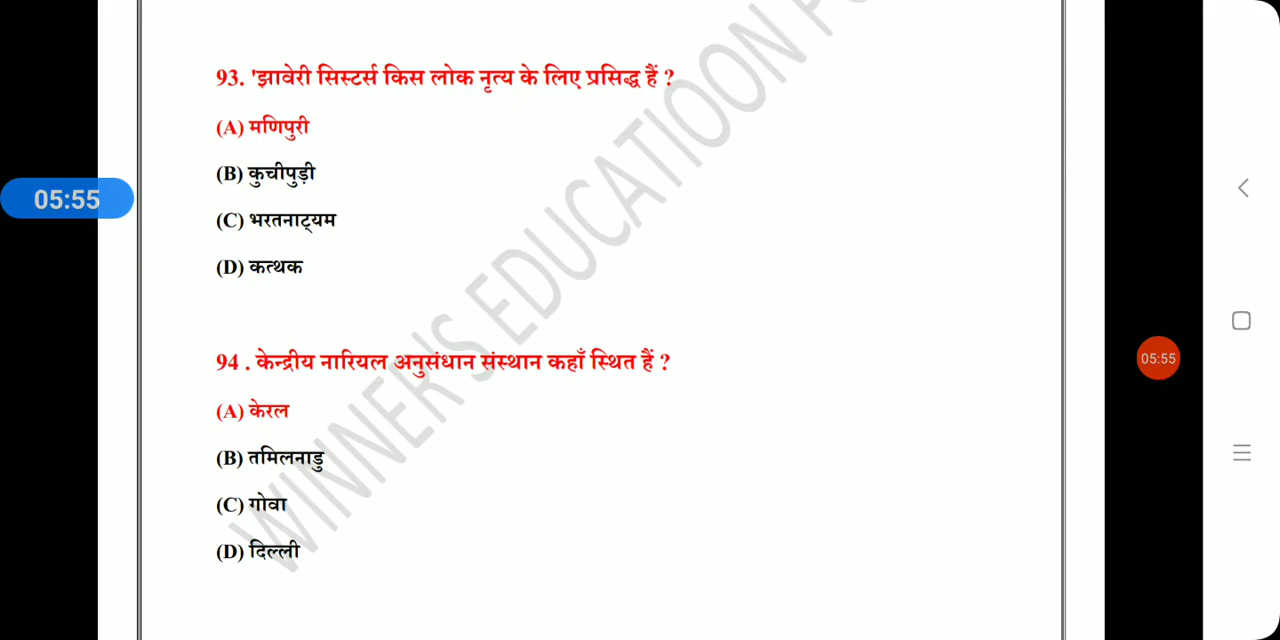 93. 'झावेरी सिस्टर्स किस लोक नृत्य के लिए प्रसिद्ध हैं ?
(A) मणिपुरी
(B) कुचीपुड़ी
05:55
(C) भरतनाट्यम
(D) कत्थक
94 . केन्द्रीय नारियल अनुसंधान संस्थान कहाँ स्थित हैं ?
05:55
(A) केरल
(B) तमिलनाडु
(C) गोवा
(D) दिल्ली
WINNER'S EDUCATIOON